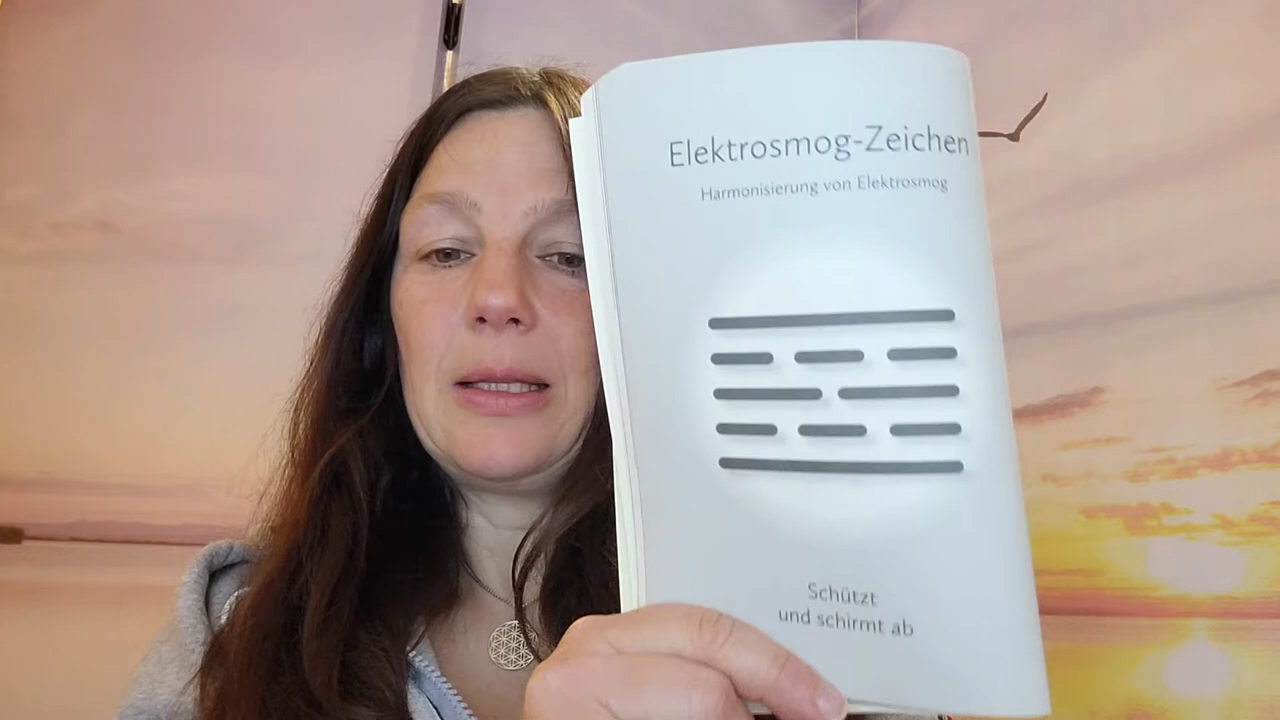 Elektrosmog-Zeichen
Harmonisierung von Elektrosmog
Schützt
und schirmt ab